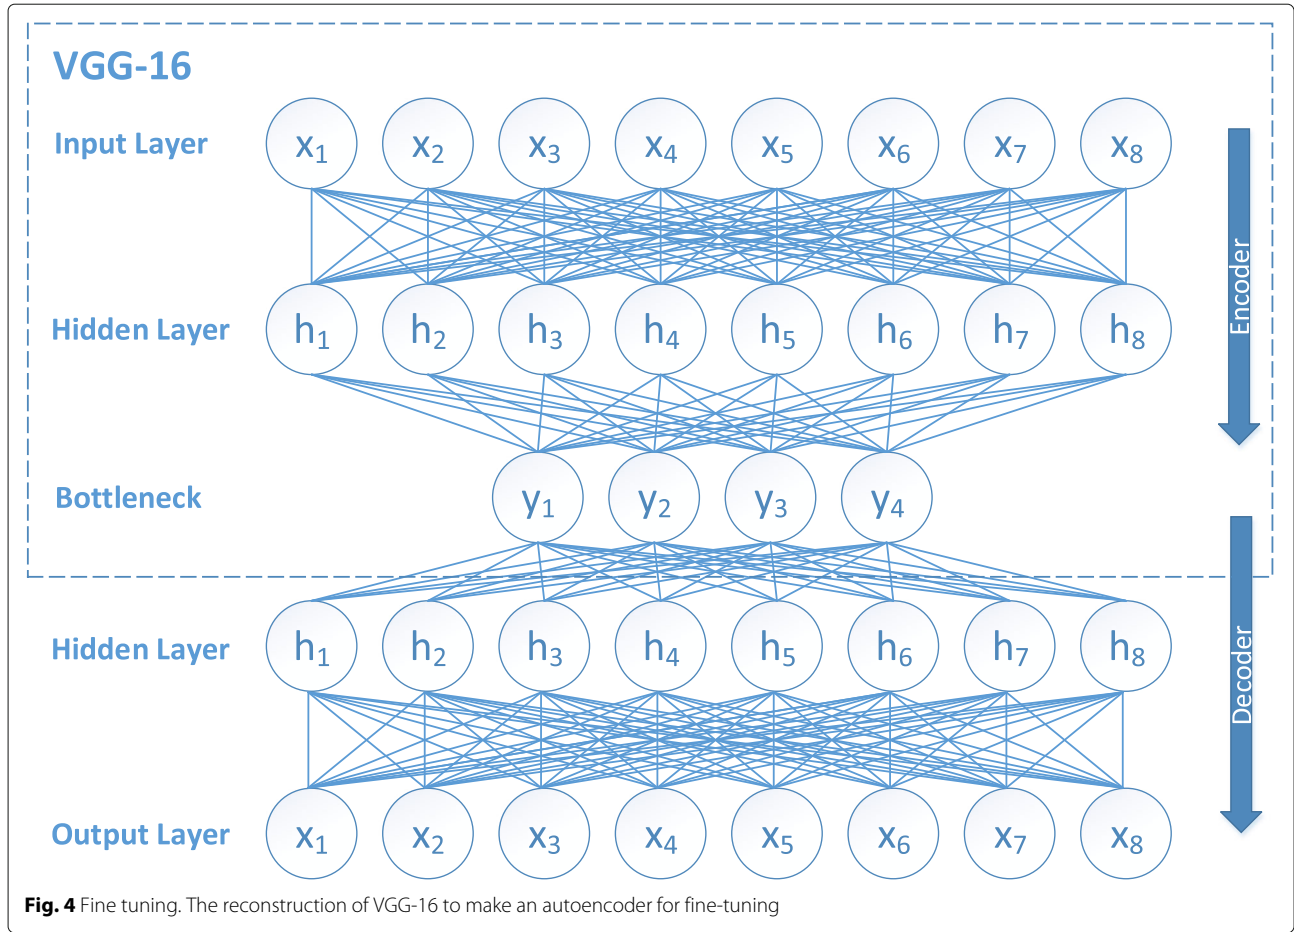 VGG-16
Input Layer x1 x2 x3 x4 x5 x6 x7 x8
Encoder
Hidden Layer h1 h2 h3 h4 h5 h6 h7 h8
Bottleneck y1 y2 y3 y4
Hidden Layer h1 h2 h3 h4 h5 h6 h7 h8
Decoder
Output Layer x1 x2 x3 x4 x5 x6 x7 x8
Fig. 4 Fine tuning. The reconstruction of VGG-16 to make an autoencoder for fine-tuning